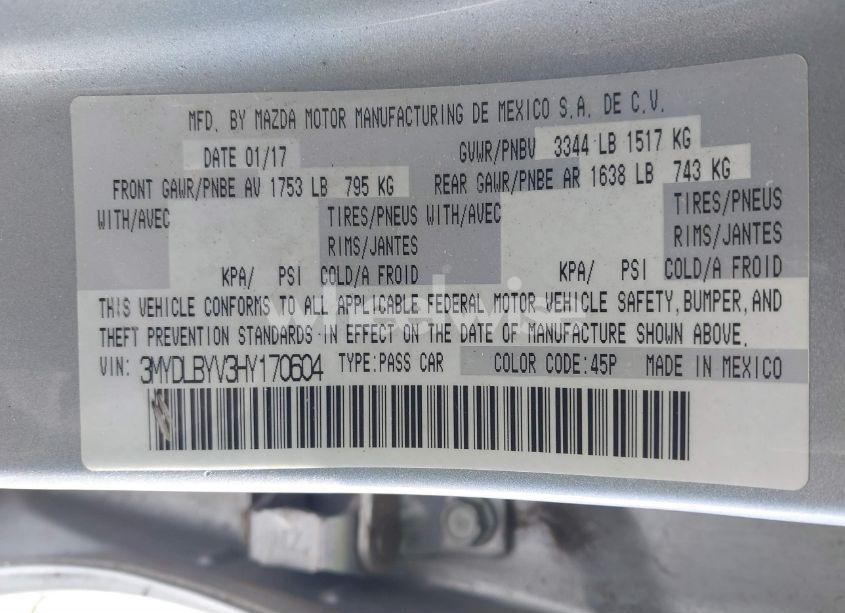 MFD. BY MAZDA MOTOR MANUFACTURING DE MEXICO S.A. DE C.V.
DATE 01/17 GVWR/PNBV 3344 LB 1517 KG
FRONT GAWR/PNBE AV 1753 LB 795 KG REAR GAWR/PNBE AR 1638 LB 743 KG
WITH/AVEC TIRES/PNEUS WITH/AVEC TIRES/PNEUS
RIMS/JANTES RIMS/JANTES
KPA/ PSI COLD/A FROID KPA/ PSI COLD/A FROID
THIS VEHICLE CONFORMS TO ALL APPLICABLE FEDERAL MOTOR VEHICLE SAFETY, BUMPER, AND
THEFT PREVENTION STANDARDS IN EFFECT ON THE DATE OF MANUFACTURE SHOWN ABOVE.
VIN: 3MYDLBYV3HY170604 TYPE:PASS CAR COLOR CODE:45P MADE IN MEXICO